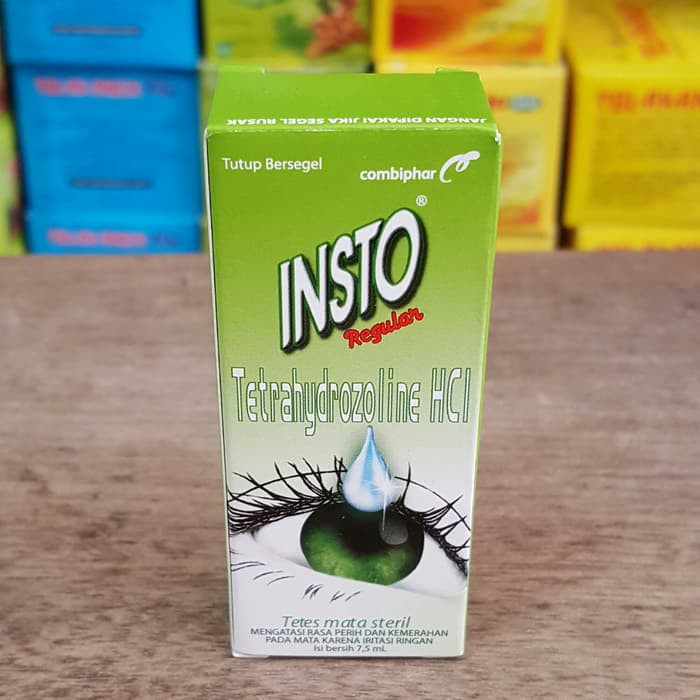 JANGAN DIPAKAI JIKA SEGEL RUSAK
Tutup Bersegel
combiphar
INSTO®
Regular
Tetrahydrozoline HCl
Tetes mata steril
MENGATASI RASA PERIH DAN KEMERAHAN
PADA MATA KARENA IRITASI RINGAN
Isi bersih 7,5 mL